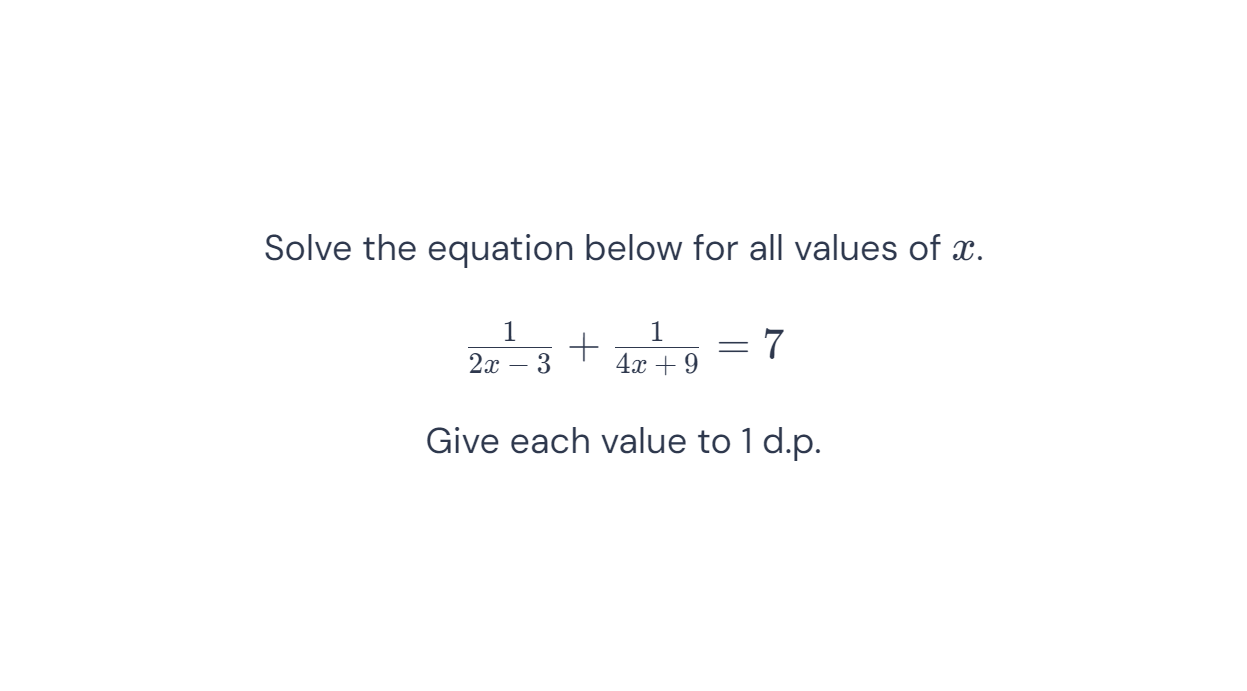 Solve the equation below for all values of $x$.
$\frac{1}{2x-3} + \frac{1}{4x+9} = 7$
Give each value to 1 d.p.